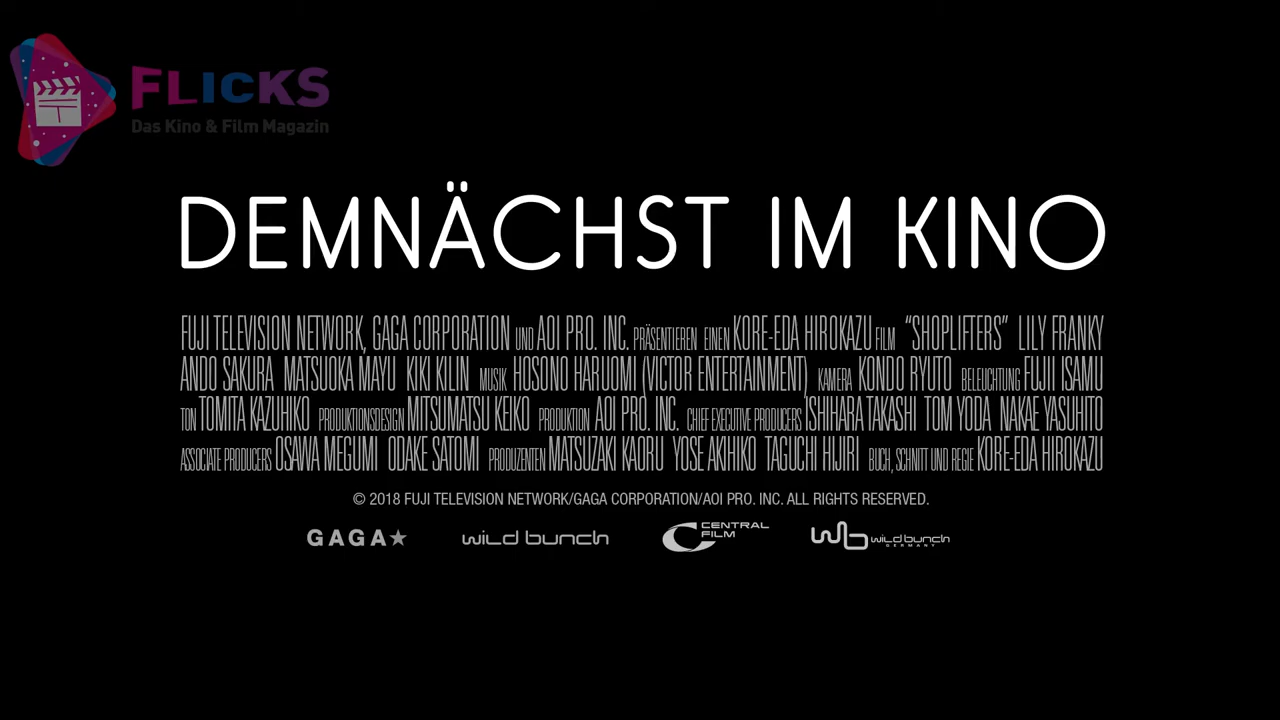 FLICKS
Das Kino & Film Magazin
DEMNÄCHST IM KINO
FUJI TELEVISION NETWORK, GAGA CORPORATION UND AOI PRO. INC. PRÄSENTIEREN EINEN KORE-EDA HIROKAZU FILM “SHOPLIFTERS” LILY FRANKY
ANDO SAKURA MATSUOKA MAYU KIKI KILIN MUSIK HOSONO HARUOMI (VICTOR ENTERTAINMENT) KAMERA KONDO RYUTO BELEUCHTUNG FUJII ISAMU
TON TOMITA KAZUHIKO PRODUKTIONSDESIGN MITSUMATSU KEIKO PRODUKTION AOI PRO. INC. CHIEF EXECUTIVE PRODUCERS ISHIHARA TAKASHI TOM YODA NAKAE YASUHITO
ASSOCIATE PRODUCERS OSAWA MEGUMI ODAKE SATOMI PRODUZENTEN MATSUZAKI KAORU YOSE AKIHIKO TAGUCHI HIJIRI BUCH, SCHNITT UND REGIE KORE-EDA HIROKAZU
© 2018 FUJI TELEVISION NETWORK/GAGA CORPORATION/AOI PRO. INC. ALL RIGHTS RESERVED.
GAGA★ wild bunch CENTRAL FILM wb wild bunch GERMANY